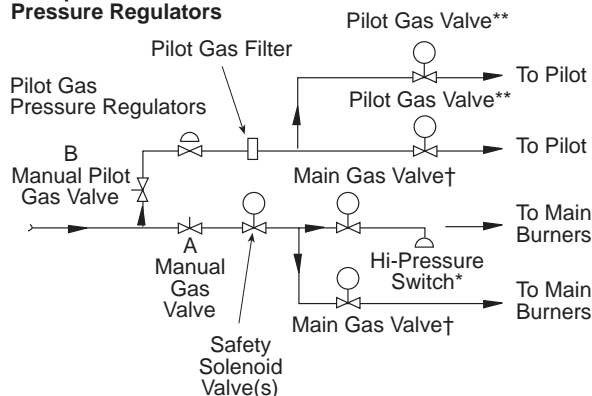 Pressure Regulators
Pilot Gas Valve**
Pilot Gas Filter
To Pilot
Pilot Gas
Pressure Regulators
Pilot Gas Valve**
B
Manual Pilot
Gas Valve
To Pilot
Main Gas Valve†
To Main
Burners
A
Manual
Gas
Valve
Hi-Pressure
Switch*
To Main
Burners
Main Gas Valve†
Safety
Solenoid
Valve(s)